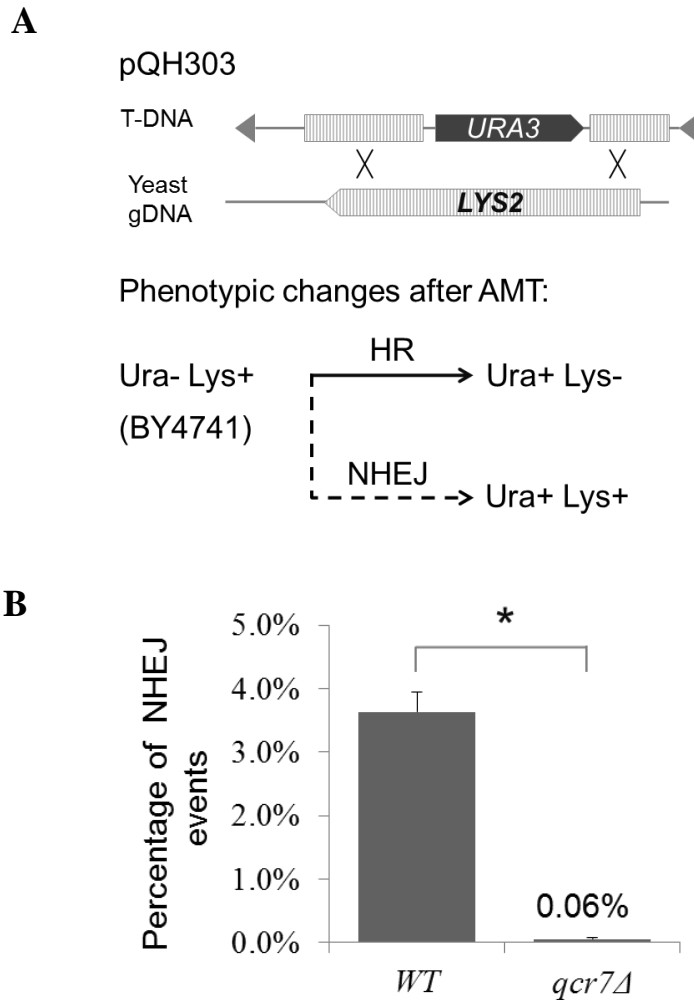 A
pQH303
T-DNA
URA3
Yeast
gDNA
LYS2
Phenotypic changes after AMT:
HR
Ura- Lys+
Ura+ Lys-
(BY4741)
NHEJ
Ura+ Lys+
B
*
Percentage of NHEJ
events
5.0%
4.0%
3.0%
2.0%
1.0%
0.0%
0.06%
WT
qcr7Δ